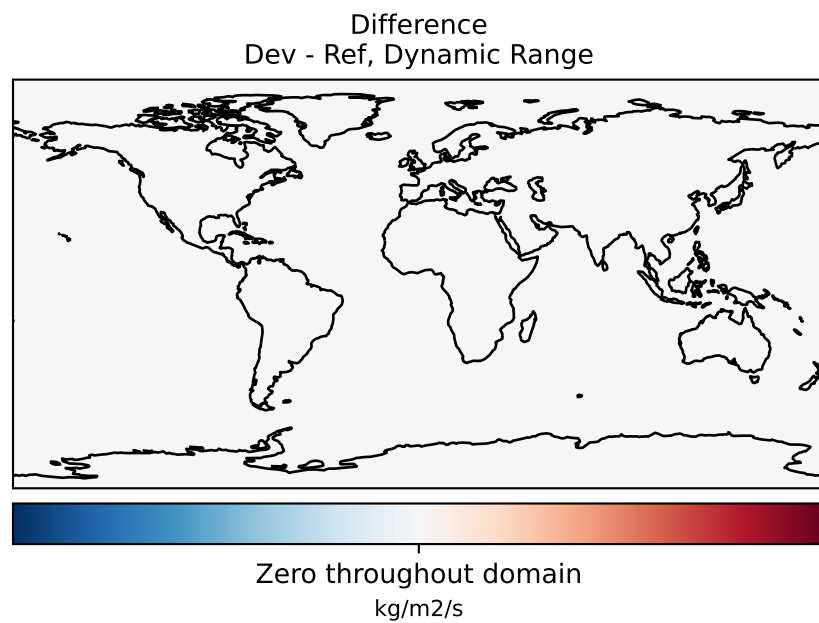 Difference
Dev - Ref, Dynamic Range
Zero throughout domain
kg/m2/s